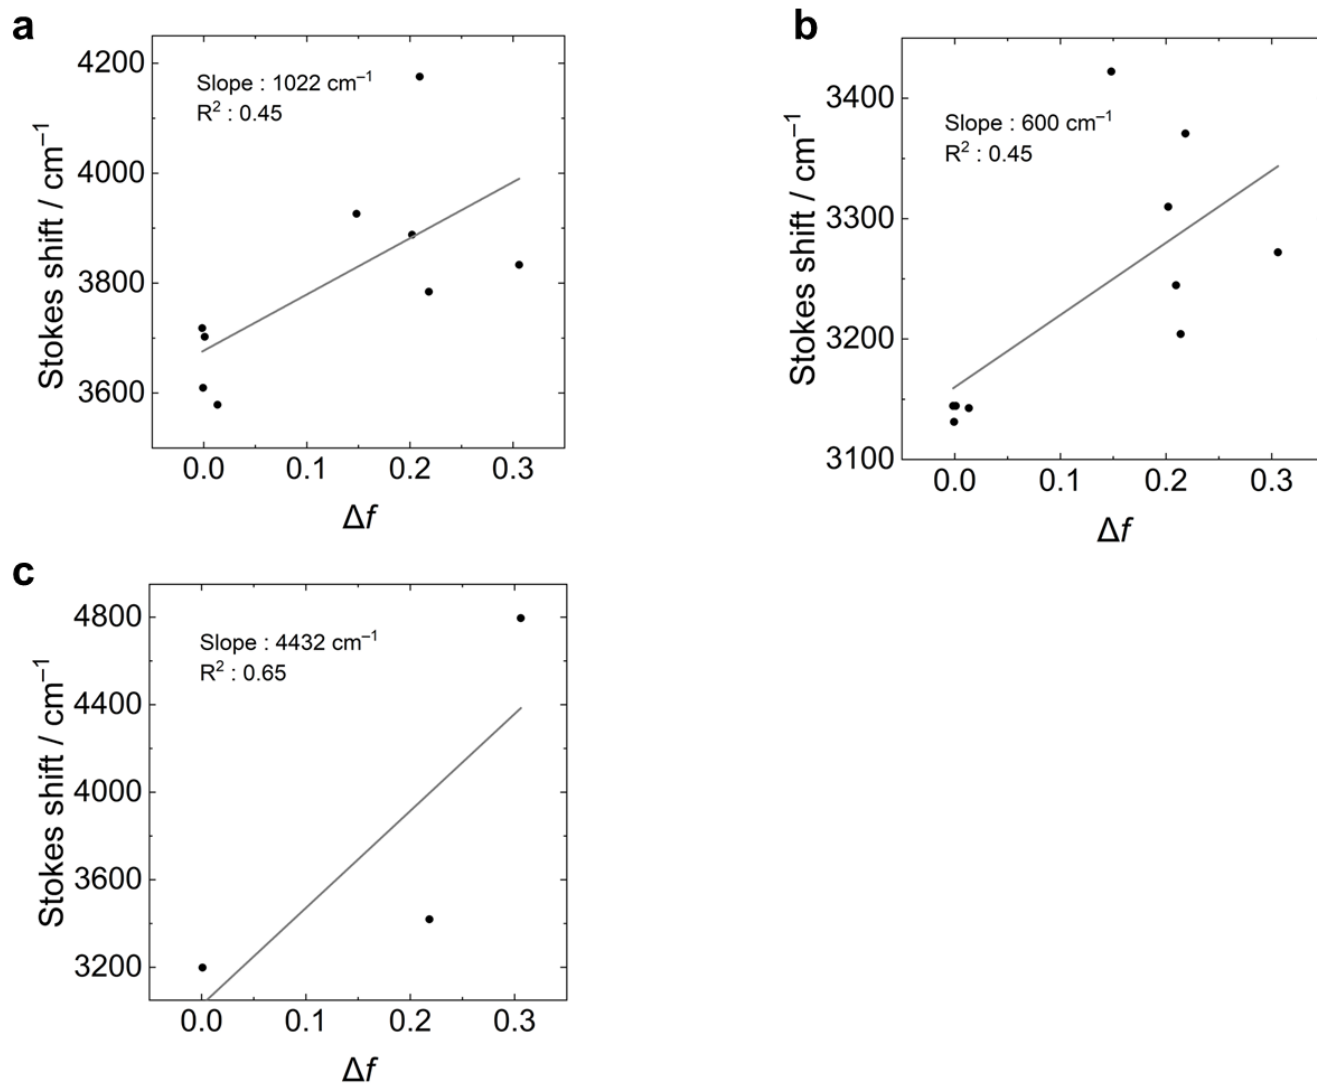 a
Slope : 1022 cm⁻¹
R² : 0.45
4200
4000
3800
3600
Stokes shift / cm⁻¹
0.0 0.1 0.2 0.3
Δf
b
Slope : 600 cm⁻¹
R² : 0.45
3400
3300
3200
3100
Stokes shift / cm⁻¹
0.0 0.1 0.2 0.3
Δf
c
Slope : 4432 cm⁻¹
R² : 0.65
4800
4400
4000
3600
3200
Stokes shift / cm⁻¹
0.0 0.1 0.2 0.3
Δf